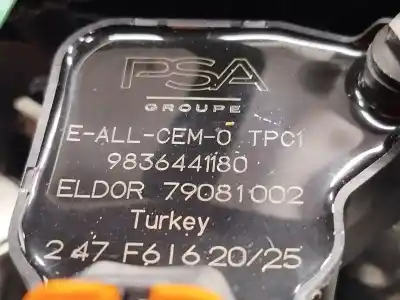 PSA
GROUPE
E-ALL-CEM-0 TPC1
9836441180
ELDOR 79081002
Turkey
2 47 F616 20/25